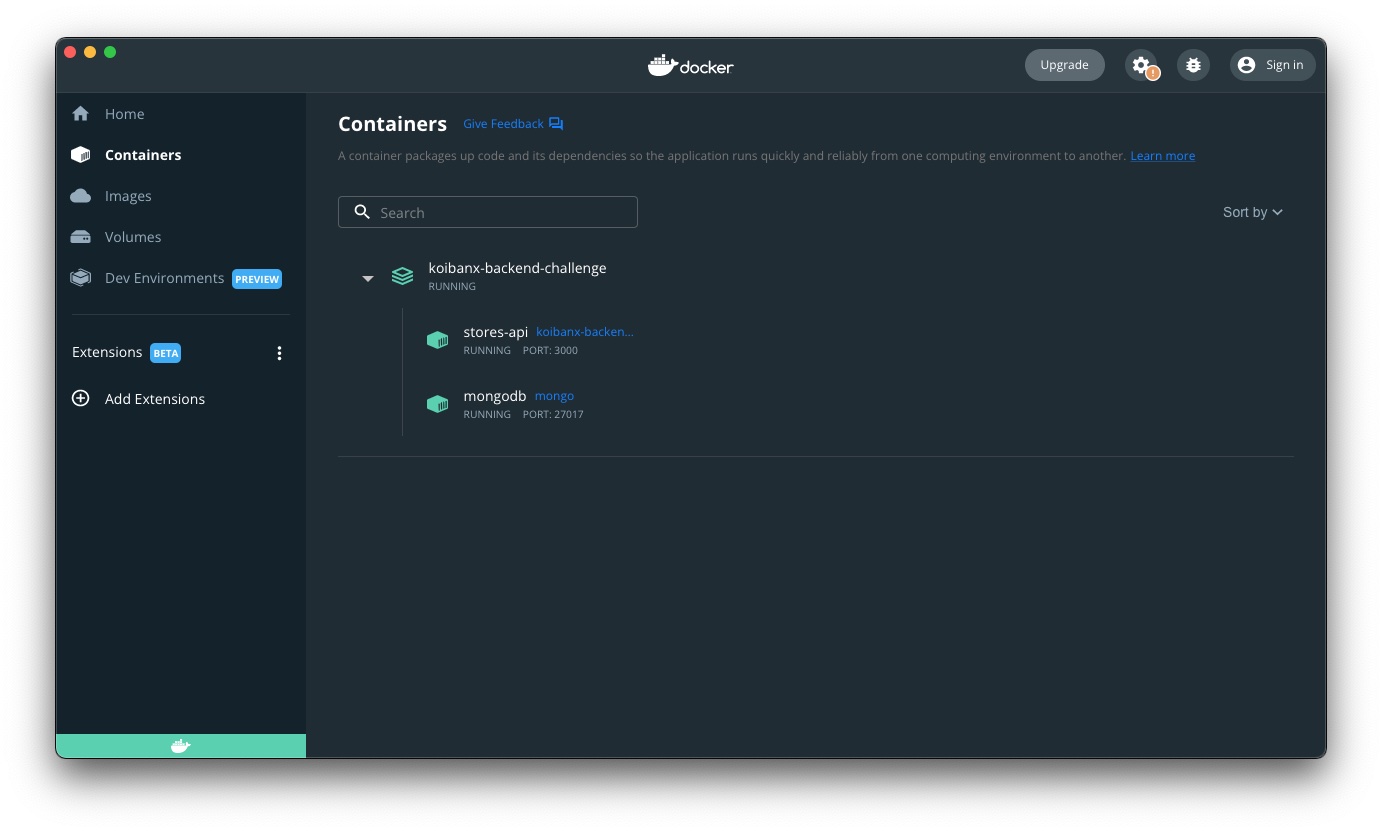 docker
Upgrade
Sign in
Home
Containers
Images
Volumes
Dev Environments PREVIEW
Extensions BETA
Add Extensions
Containers Give Feedback
A container packages up code and its dependencies so the application runs quickly and reliably from one computing environment to another. Learn more
Search
Sort by
koibanx-backend-challenge
RUNNING
stores-api koibanx-backen...
RUNNING PORT: 3000
mongodb mongo
RUNNING PORT: 27017